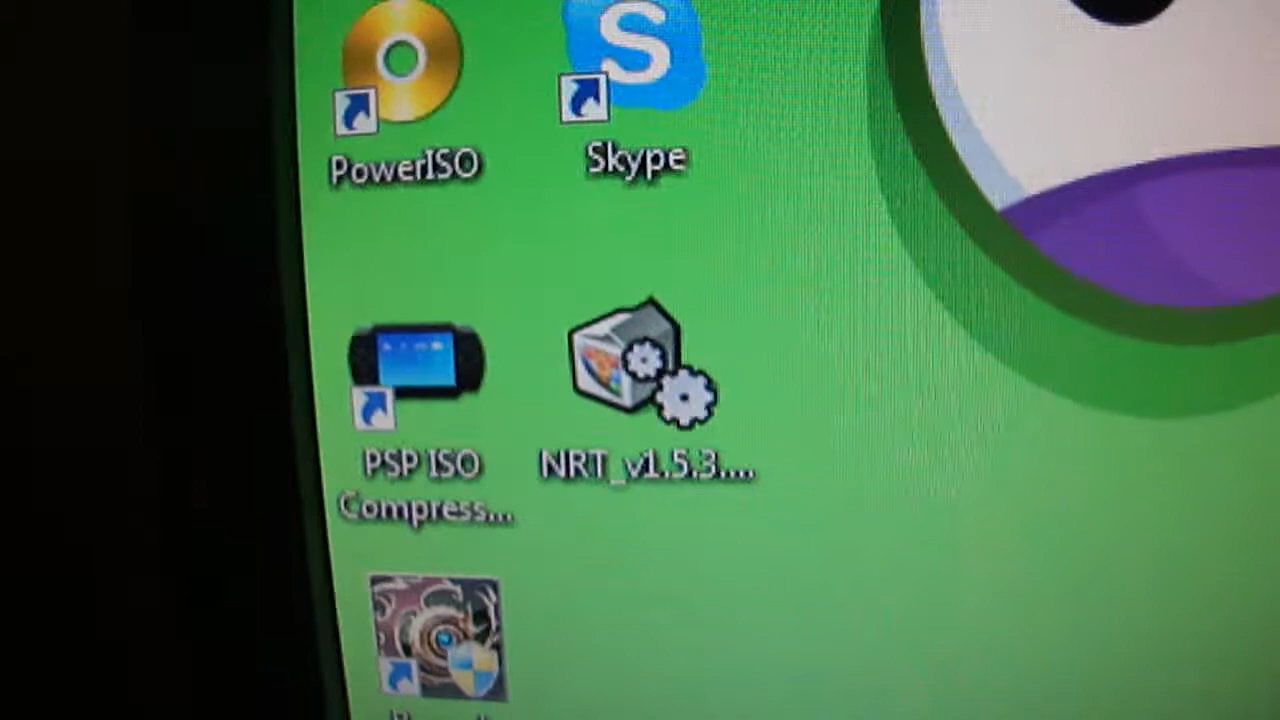 S
PowerISO
Skype
PSP ISO
Compress...
NRT_v1.5.3....